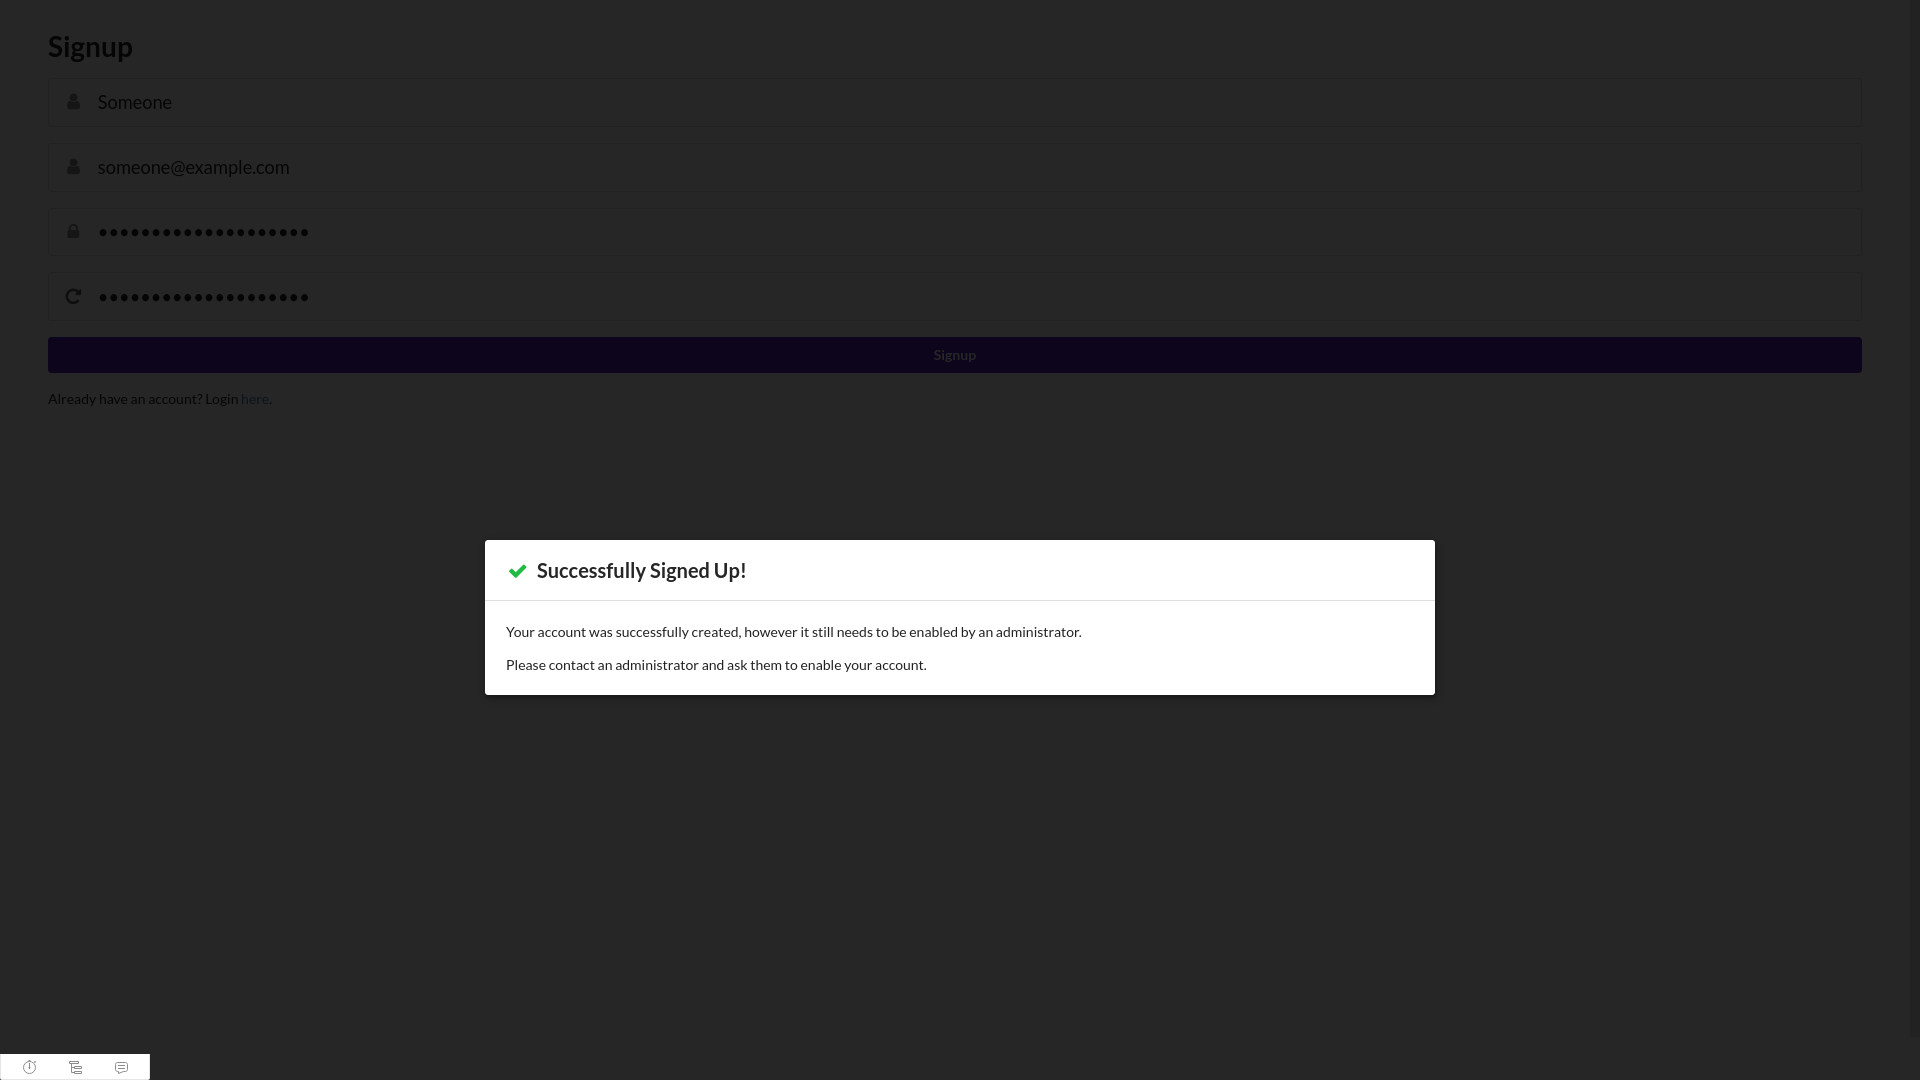 Signup
Someone
someone@example.com
••••••••••••••••••••
••••••••••••••••••••
Signup
Already have an account? Login here.
Successfully Signed Up!
Your account was successfully created, however it still needs to be enabled by an administrator.
Please contact an administrator and ask them to enable your account.